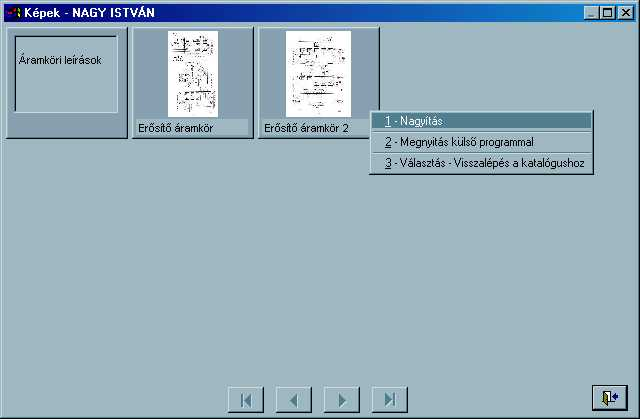 Képek - NAGY ISTVÁN
Áramköri leírások
Erősítő áramkör
Erősítő áramkör 2
1 - Nagyítás
2 - Megnyitás külső programmal
3 - Választás - Visszalépés a katalógushoz